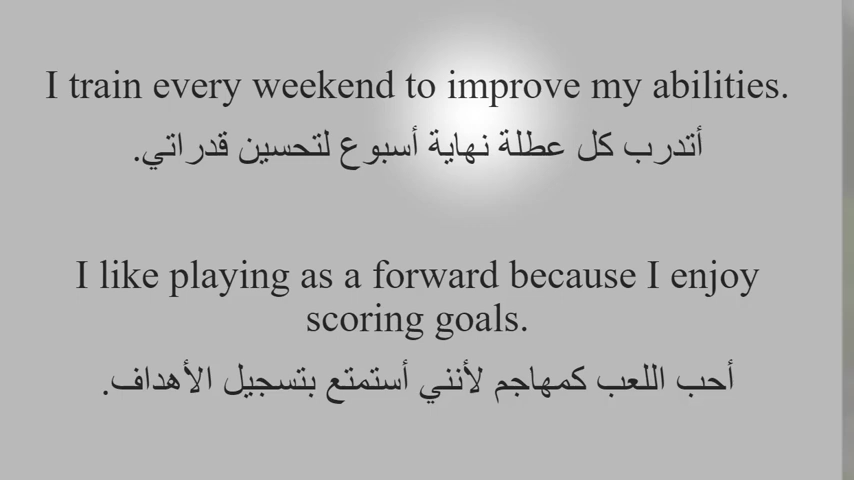 I train every weekend to improve my abilities.
أتدرب كل عطلة نهاية أسبوع لتحسين قدراتي.
I like playing as a forward because I enjoy
scoring goals.
أحب اللعب كمهاجم لأنني أستمتع بتسجيل الأهداف.